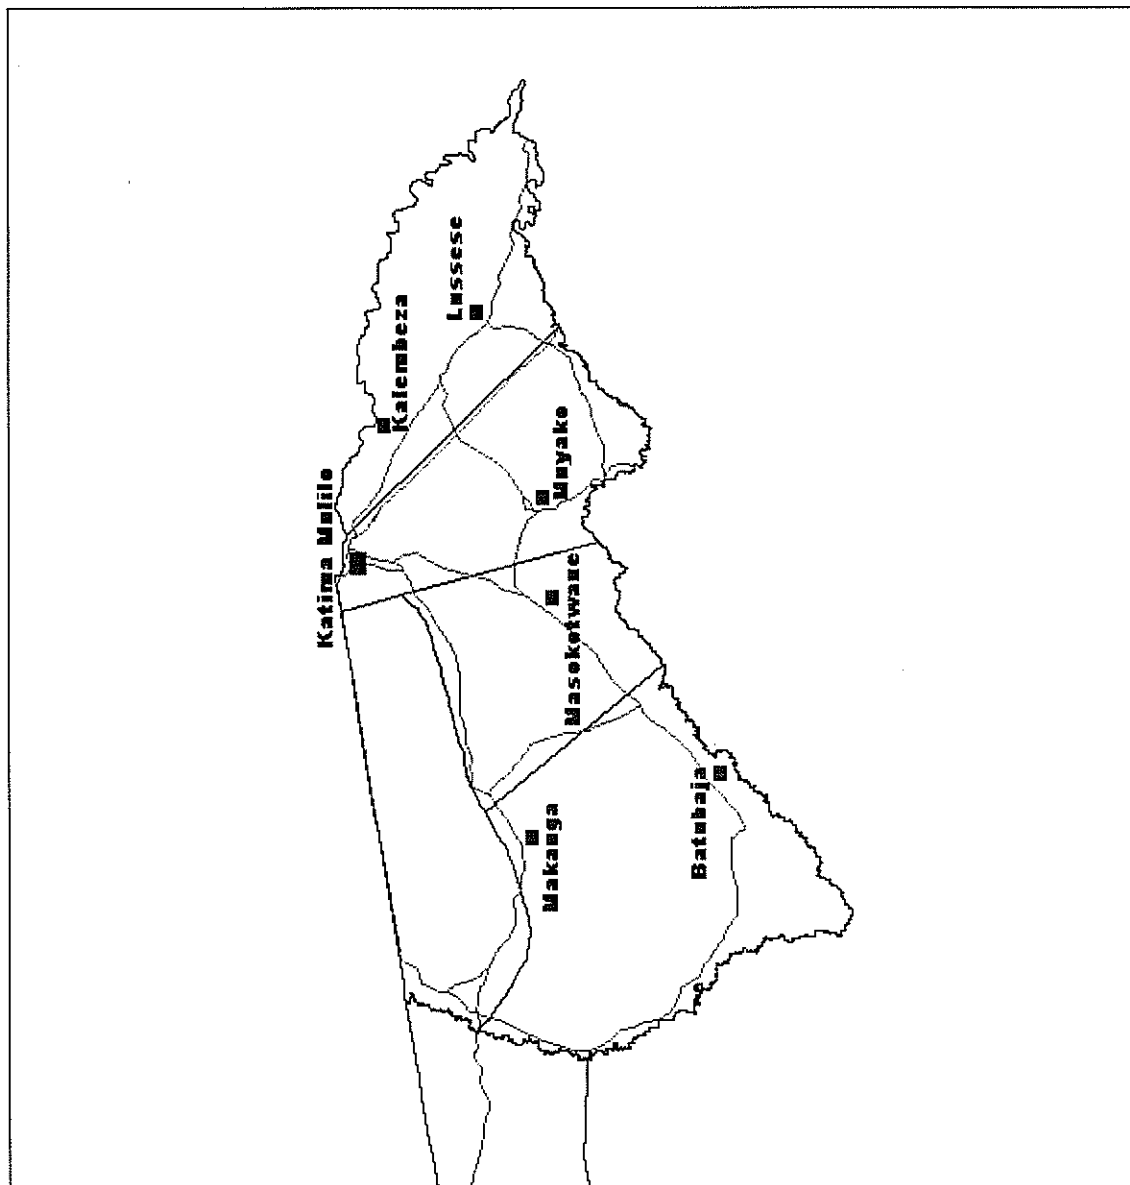 Katima Mulilo
Kalembeza
Lussese
Makanga
Masokotwane
Muyako
Batubaja